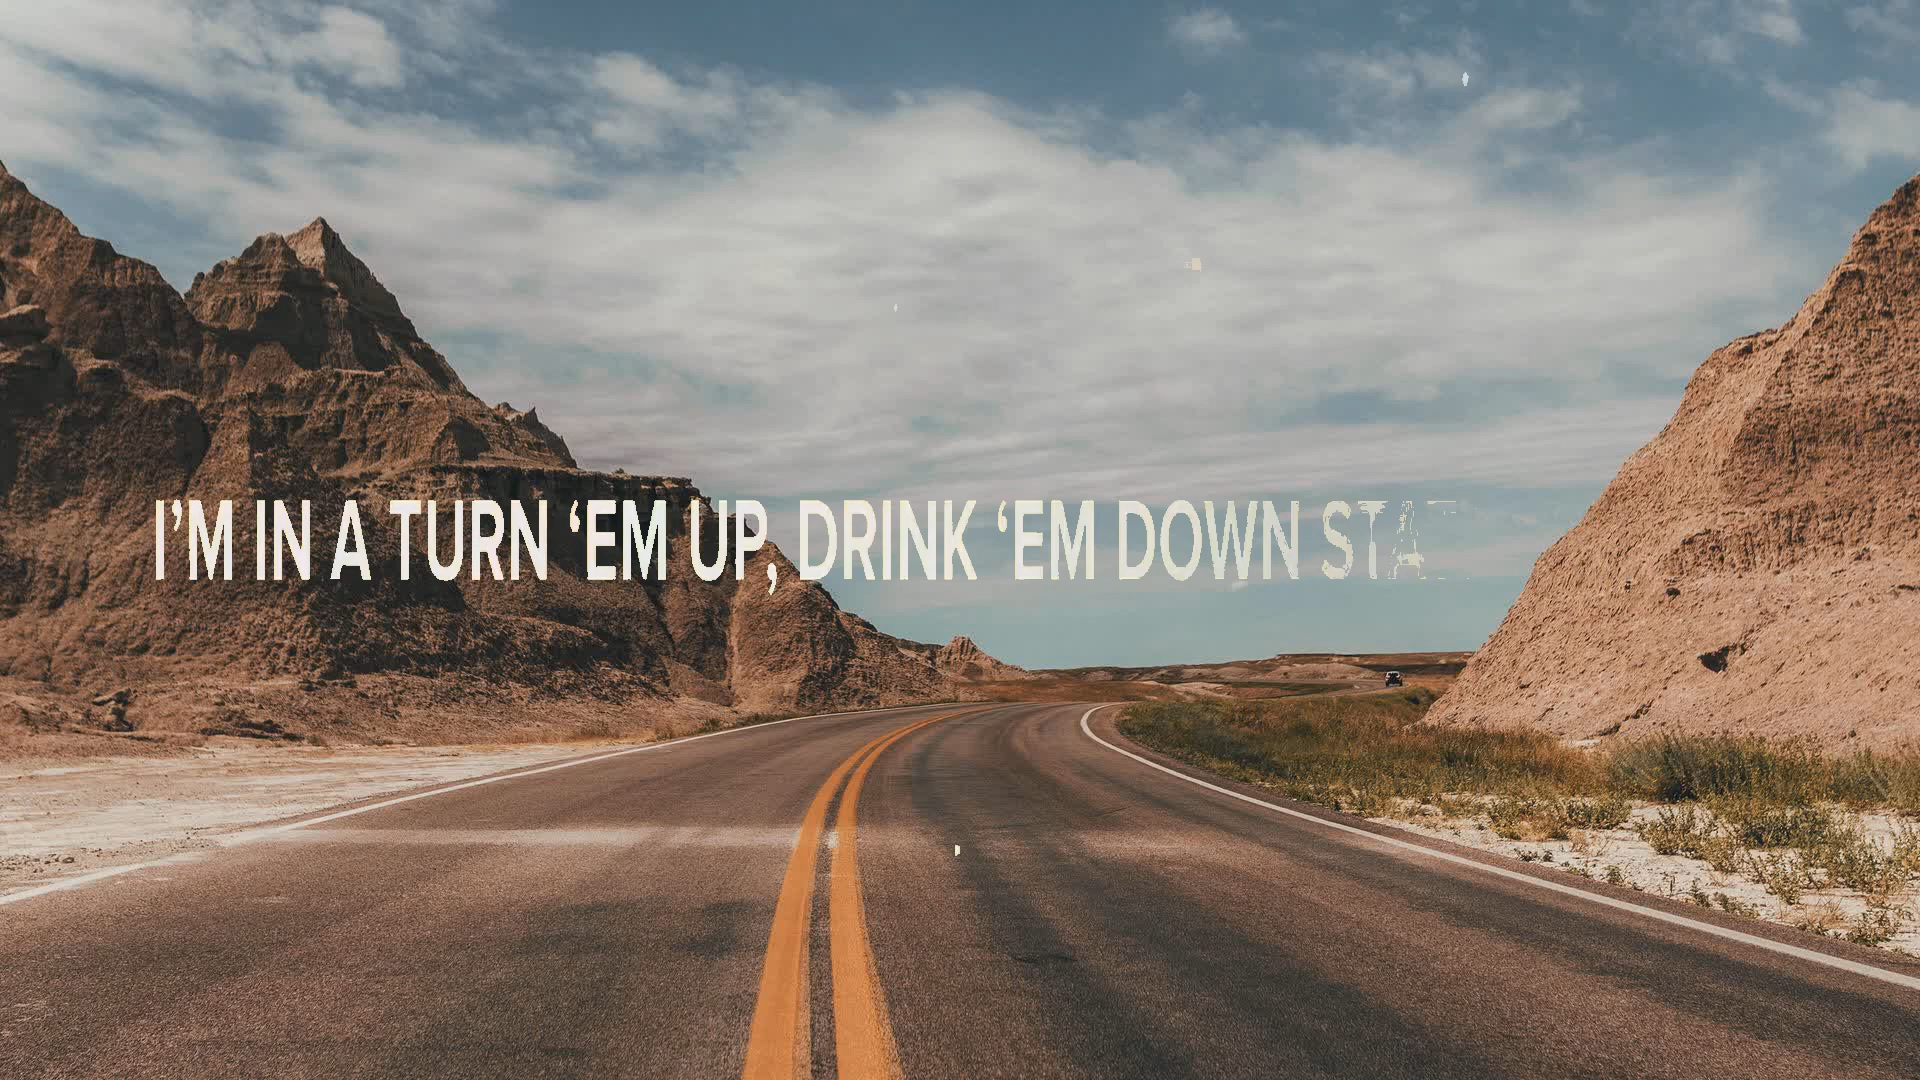 I’M IN A TURN ‘EM UP, DRINK ‘EM DOWN